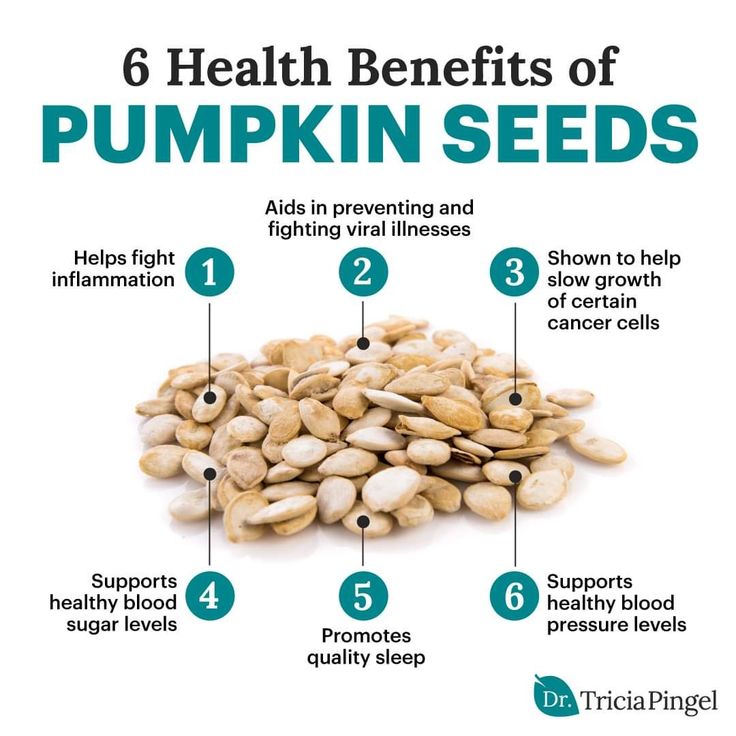 6 Health Benefits of
PUMPKIN SEEDS
Helps fight
inflammation
1
Aids in preventing and
fighting viral illnesses
2
3
Shown to help
slow growth
of certain
cancer cells
Supports
healthy blood
sugar levels
4
5
Promotes
quality sleep
6
Supports
healthy blood
pressure levels
Dr. Tricia Pingel